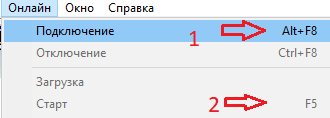 Онлайн Окно Справка
Подключение 1 Alt+F8
Отключение Ctrl+F8
Загрузка
Старт 2 F5